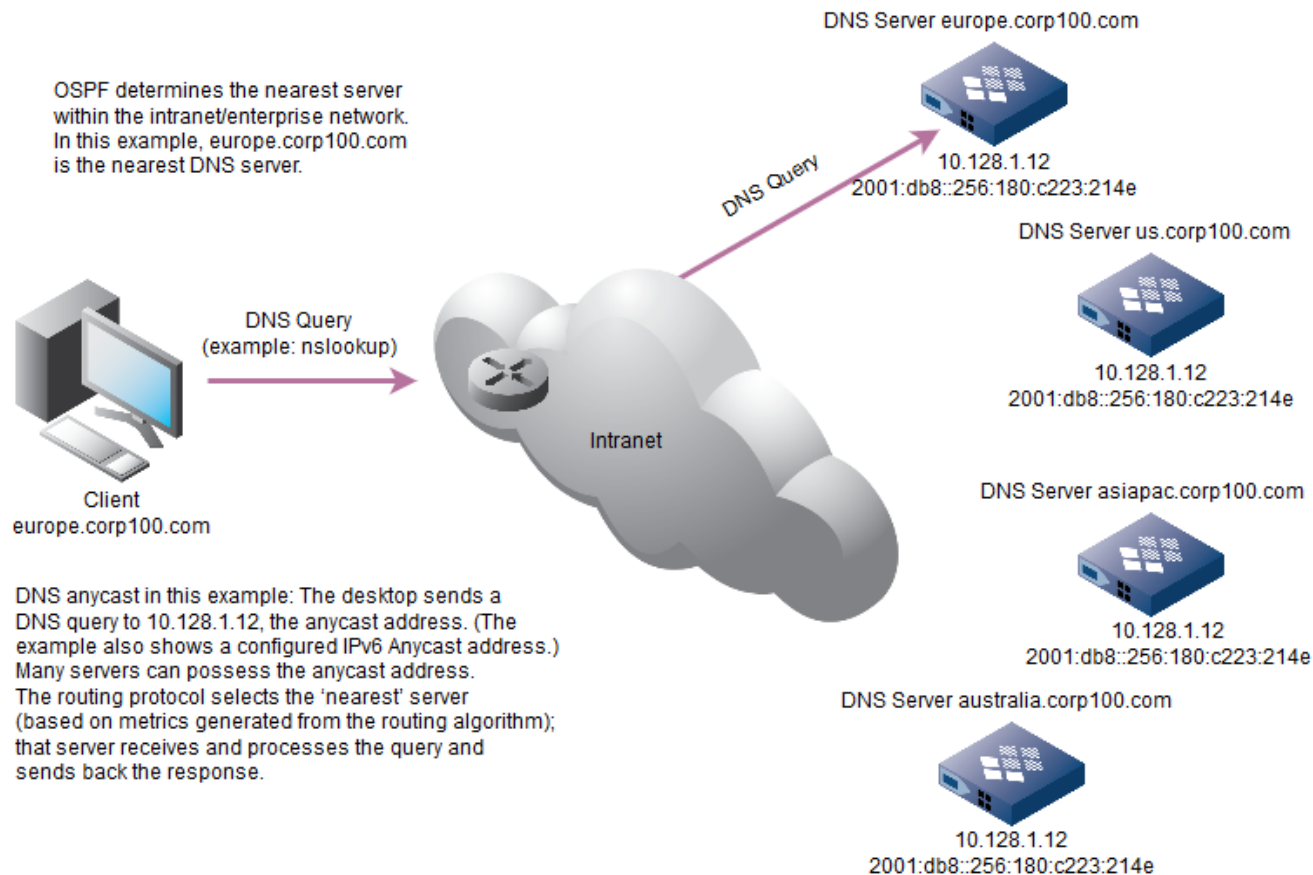 DNS Server europe.corp100.com
OSPF determines the nearest server
within the intranet/enterprise network.
In this example, europe.corp100.com
is the nearest DNS server.
DNS Query
10.128.1.12
2001:db8::256:180:c223:214e
DNS Server us.corp100.com
10.128.1.12
2001:db8::256:180:c223:214e
DNS Query
(example: nslookup)
Intranet
Client
europe.corp100.com
DNS Server asiapac.corp100.com
10.128.1.12
2001:db8::256:180:c223:214e
DNS anycast in this example: The desktop sends a
DNS query to 10.128.1.12, the anycast address. (The
example also shows a configured IPv6 Anycast address.)
Many servers can possess the anycast address.
The routing protocol selects the ‘nearest’ server
(based on metrics generated from the routing algorithm);
that server receives and processes the query and
sends back the response.
DNS Server australia.corp100.com
10.128.1.12
2001:db8::256:180:c223:214e